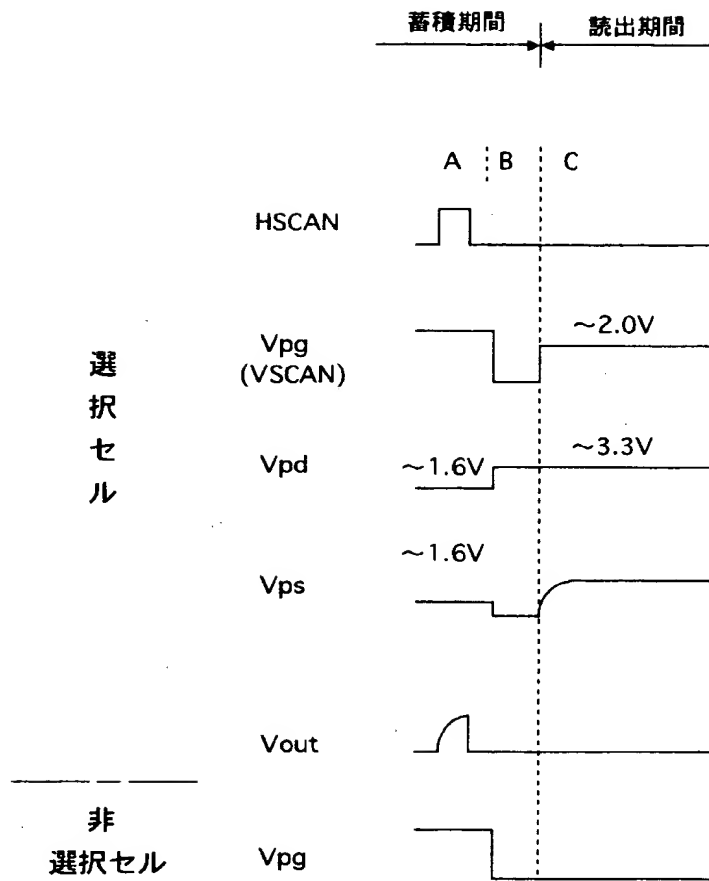 蓄積期間 読出期間
A B C
HSCAN
Vpg
(VSCAN)
～2.0V
選択セル
Vpd
～1.6V
～3.3V
Vps
～1.6V
Vout
非
選択セル
Vpg